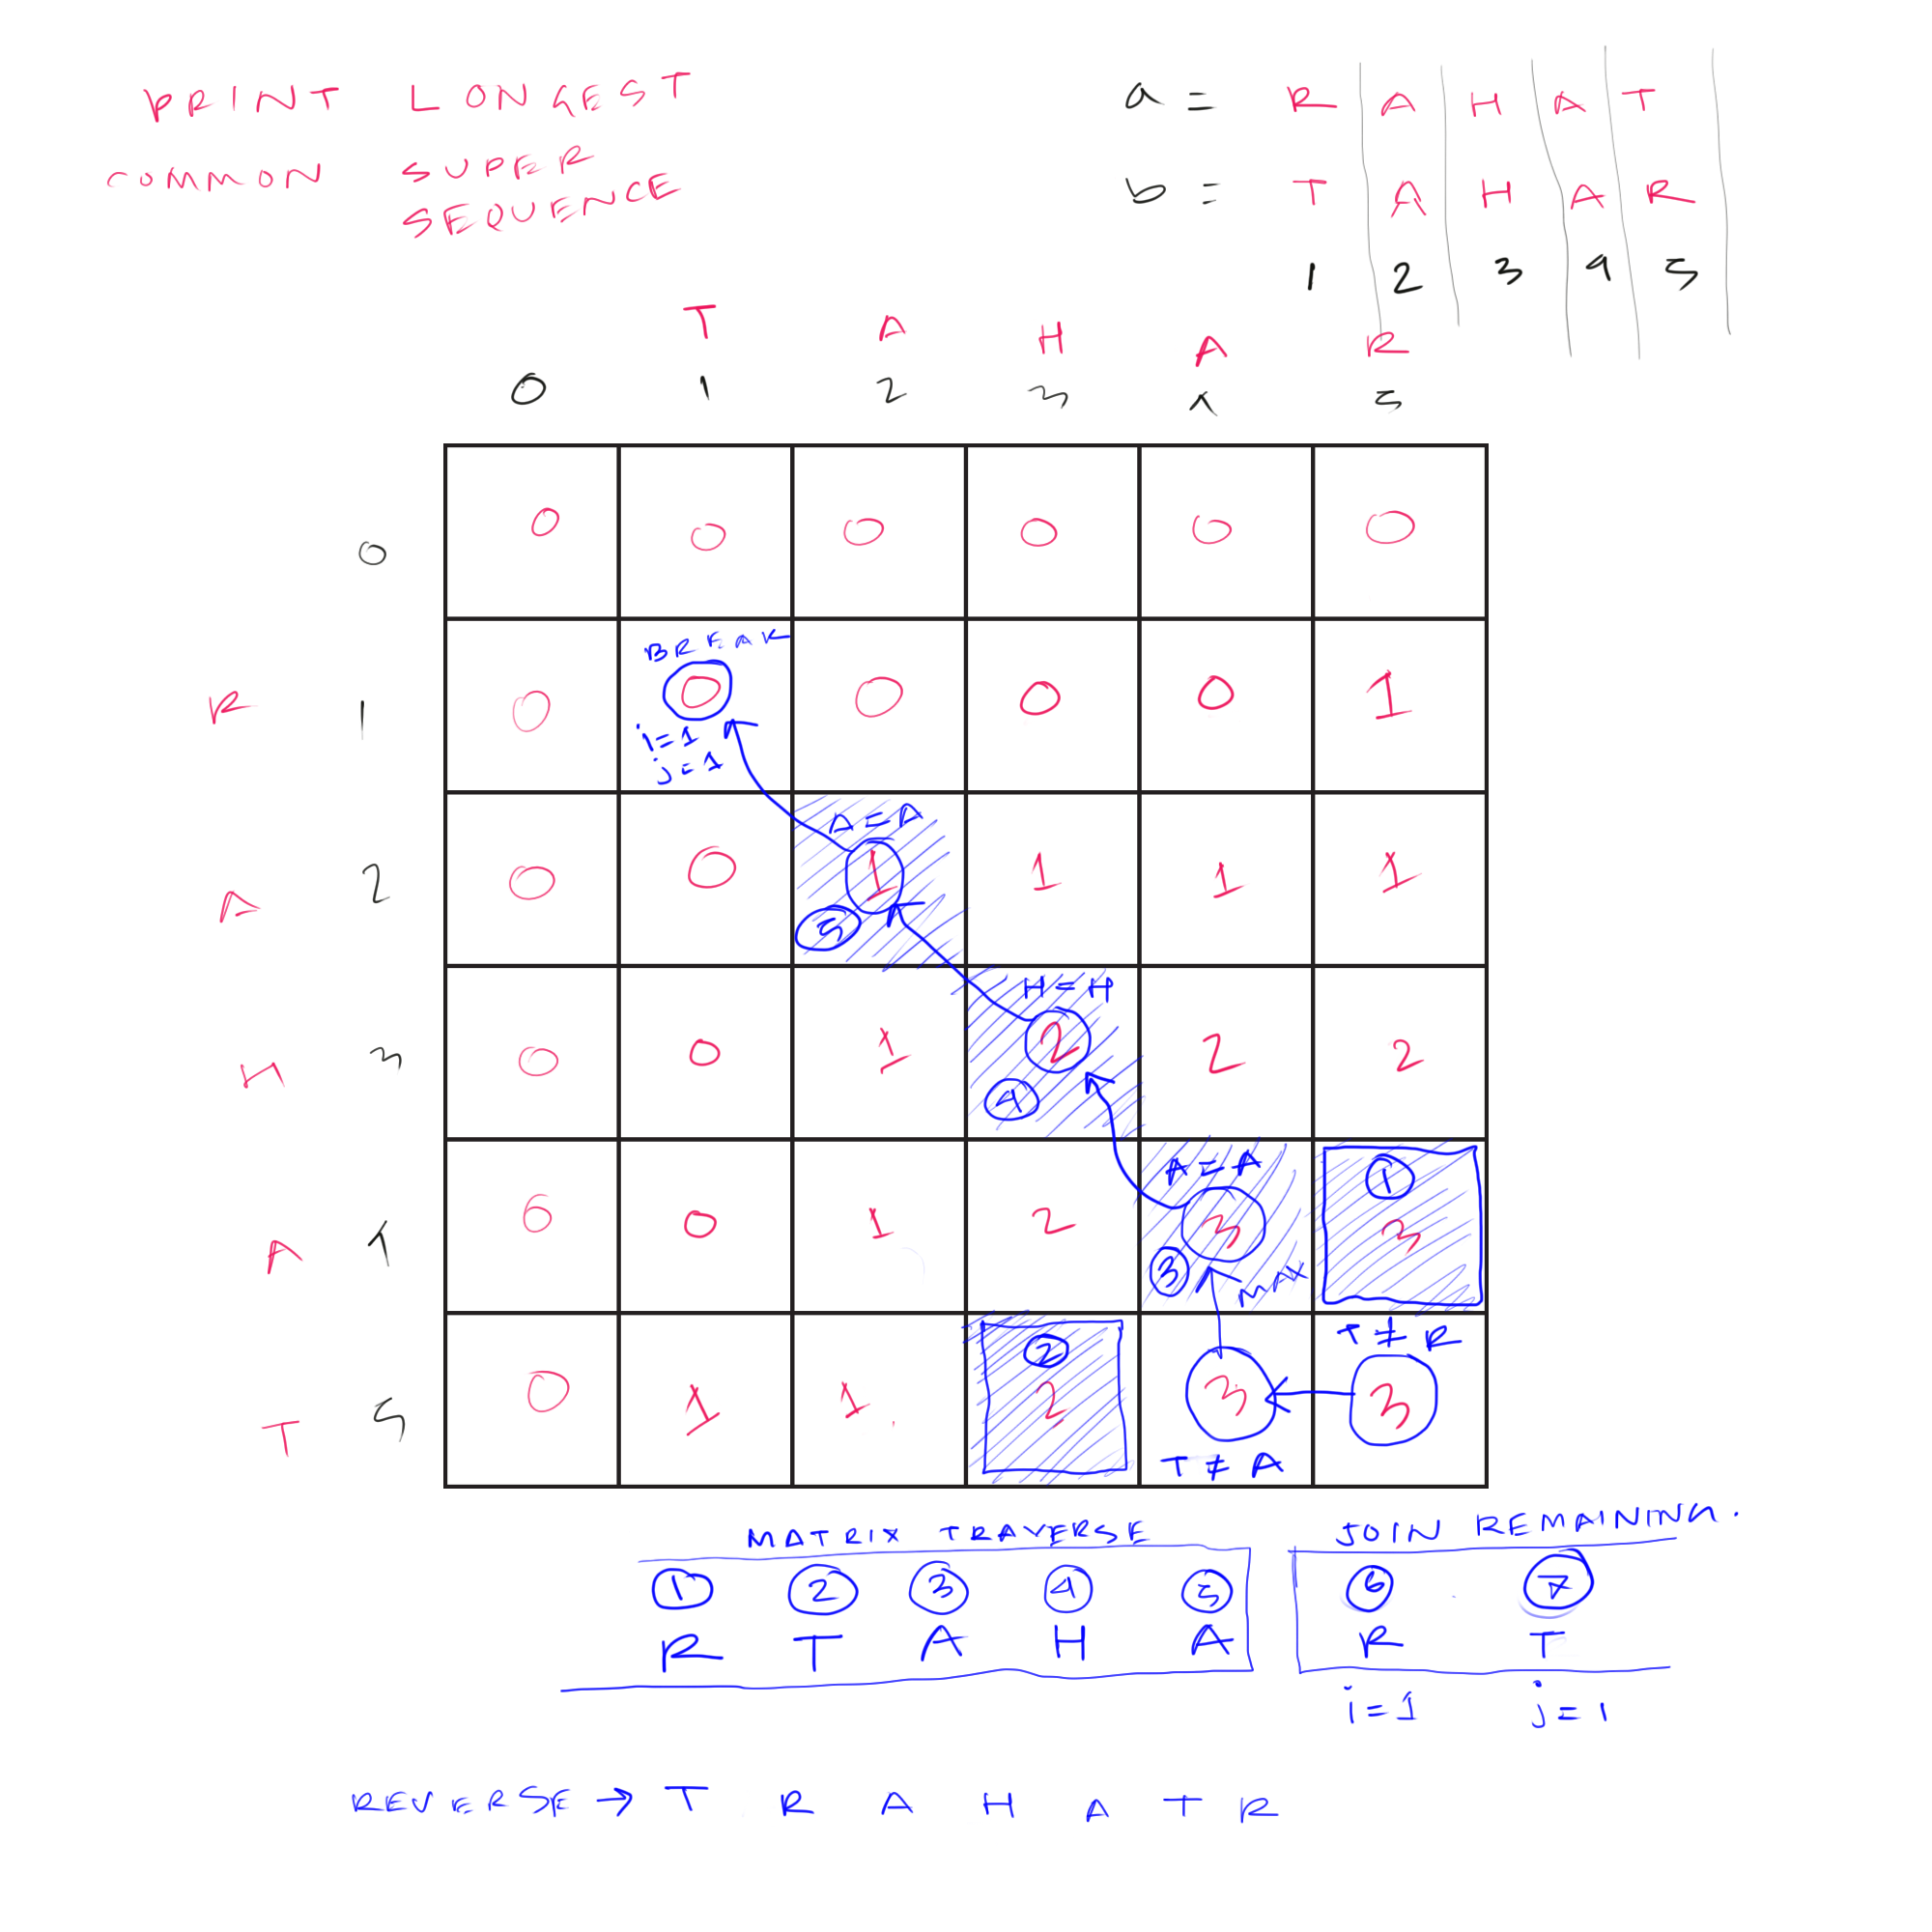 PRINT LONGEST
COMMON SUPER
SEQUENCE
a = R A H A T
b = T A H A R
1 2 3 4 5
T A H A R
0 1 2 3 4 5
0 0 0 0 0 0 0
BREAK
R 1 0 0 0 0 0 1
i=1
j=1
A=A
A 2 0 0 1 1 1 1
5
H=H
H 3 0 0 1 2 2 2
4
A=A 1
A 4 0 0 1 2 3 3
3 MAX
2 T≠R
T 5 0 1 1 2 3 3
T≠A
MATRIX TRAVERSE JOIN REMAINING.
1 2 3 4 5 6 7
R T A H A R T
i=1 j=1
REVERSE → T R A H A T R